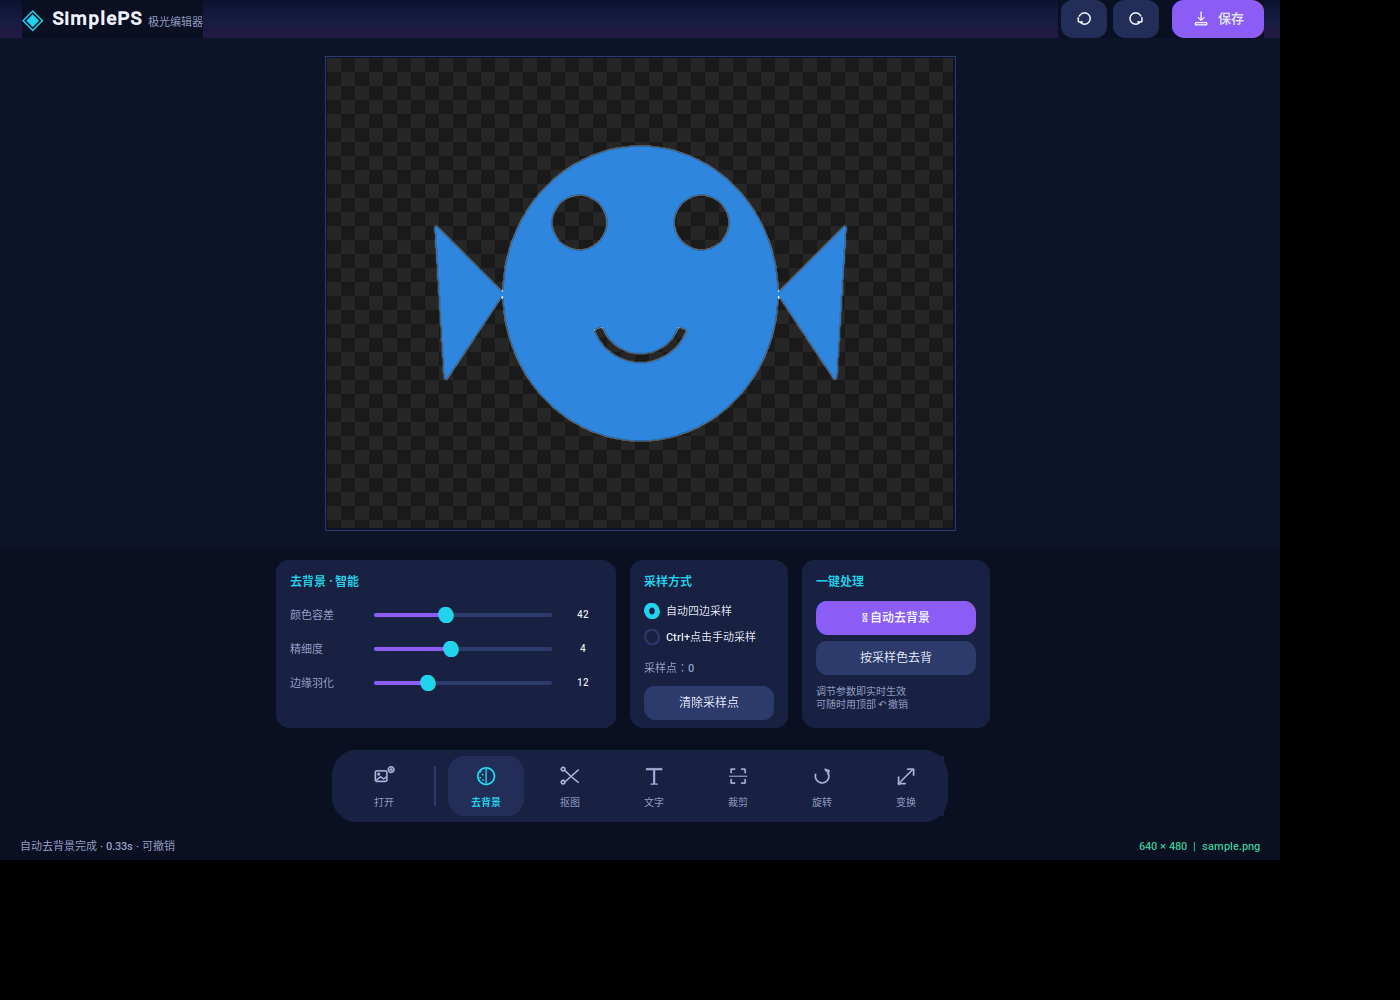 SimplePS 极光编辑器
保存
去背景 · 智能
颜色容差 42
精细度 4
边缘羽化 12
采样方式
自动四边采样
Ctrl+点击手动采样
采样点：0
清除采样点
一键处理
自动去背景
按采样色去背
调节参数即实时生效
可随时用顶部 ↶ 撤销
打开
去背景
抠图
文字
裁剪
旋转
变换
自动去背景完成 · 0.33s · 可撤销
640 × 480 | sample.png